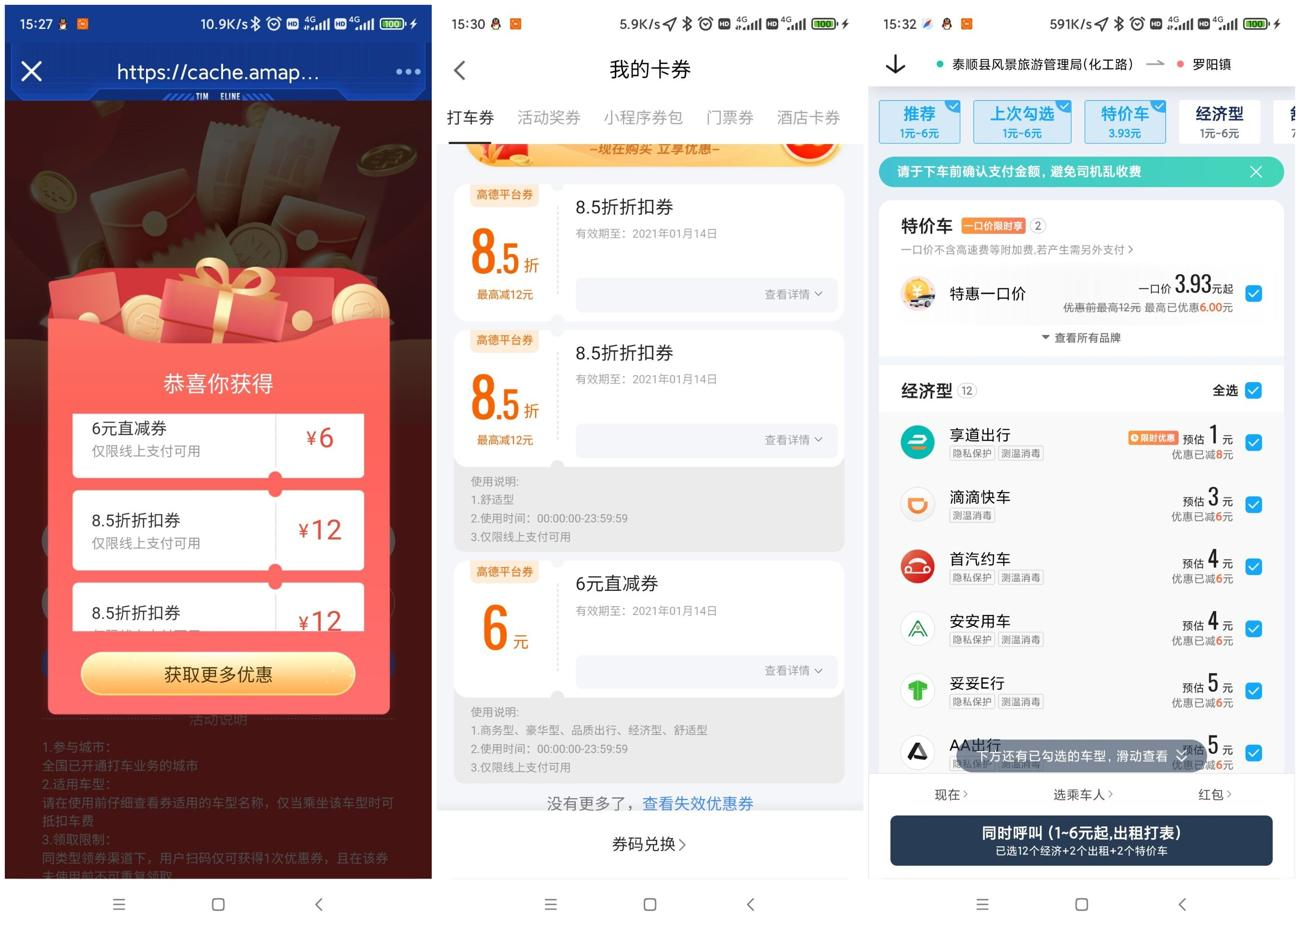 15:27
10.9K/s
HD
4G
HD
4G
100
https://cache.amap...
TIM
ELINE
恭喜你获得
6元直减券
仅限线上支付可用
¥6
8.5折折扣券
仅限线上支付可用
¥12
8.5折折扣券
¥12
获取更多优惠
活动说明
1.参与城市：
全国已开通打车业务的城市
2.适用车型：
请在使用前仔细查看券适用的车型名称，仅当乘坐该车型时可
抵扣车费
3.领取限制：
同类型领券渠道下，用户扫码仅可获得1次优惠券，且在该券
未使用前不可重复领取
15:30
5.9K/s
HD
4G
HD
4G
100
我的卡券
打车券
活动奖券
小程序券包
门票券
酒店卡券
–现在购买 立享优惠–
高德平台券
8.5折
最高减12元
8.5折折扣券
有效期至：2021年01月14日
查看详情
高德平台券
8.5折
最高减12元
8.5折折扣券
有效期至：2021年01月14日
查看详情
使用说明:
1.舒适型
2.使用时间：00:00:00-23:59:59
3.仅限线上支付可用
高德平台券
6元
6元直减券
有效期至：2021年01月14日
查看详情
使用说明:
1.商务型、豪华型、品质出行、经济型、舒适型
2.使用时间：00:00:00-23:59:59
3.仅限线上支付可用
没有更多了，查看失效优惠券
券码兑换>
15:32
591K/s
HD
4G
HD
4G
100
泰顺县风景旅游管理局(化工路)
罗阳镇
推荐
1元-6元
上次勾选
1元-6元
特价车
3.93元
经济型
1元-6元
请于下车前确认支付金额，避免司机乱收费
特价车
一口价限时享
2
一口价不含高速费等附加费,若产生需另外支付>
特惠一口价
一口价 3.93元起
优惠前最高12元 最高已优惠6.00元
查看所有品牌
经济型
12
全选
享道出行
隐私保护
测温消毒
限时优惠
预估 1 元
优惠已减8元
滴滴快车
测温消毒
预估 3 元
优惠已减6元
首汽约车
隐私保护
测温消毒
预估 4 元
优惠已减6元
安安用车
隐私保护
测温消毒
预估 4 元
优惠已减6元
妥妥E行
隐私保护
测温消毒
预估 5 元
优惠已减6元
AA出行
5 元
下方还有已勾选的车型，滑动查看
现在>
选乘车人>
红包>
同时呼叫 (1~6元起,出租打表)
已选12个经济+2个出租+2个特价车